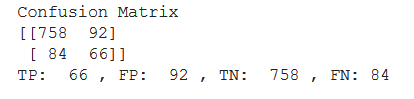 Confusion Matrix
[[758  92]
 [ 84  66]]
TP:  66 , FP:  92 , TN:  758 , FN: 84